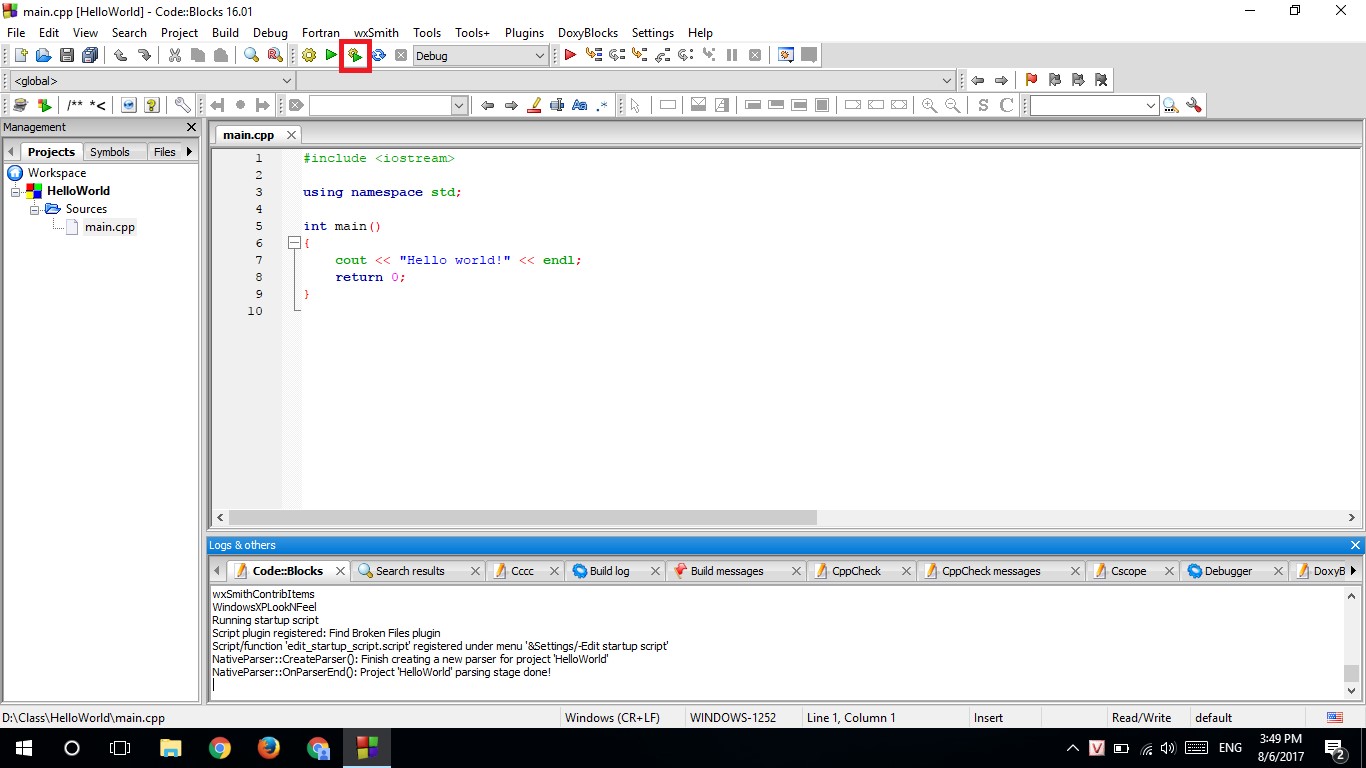 main.cpp [HelloWorld] - Code::Blocks 16.01
File Edit View Search Project Build Debug Fortran wxSmith Tools Tools+ Plugins DoxyBlocks Settings Help
Debug
<global>
/** *<
Aa .*
S C
Management
Projects Symbols Files
Workspace
HelloWorld
Sources
main.cpp
main.cpp
1 #include <iostream>
2
3 using namespace std;
4
5 int main()
6 {
7 cout << "Hello world!" << endl;
8 return 0;
9 }
10
Logs & others
Code::Blocks Search results Cccc Build log Build messages CppCheck CppCheck messages Cscope Debugger DoxyB
wxSmithContribItems
WindowsXPLookNFeel
Running startup script
Script plugin registered: Find Broken Files plugin
Script/function 'edit_startup_script.script' registered under menu '&Settings/-Edit startup script'
NativeParser::CreateParser(): Finish creating a new parser for project 'HelloWorld'
NativeParser::OnParserEnd(): Project 'HelloWorld' parsing stage done!
D:\Class\HelloWorld\main.cpp Windows (CR+LF) WINDOWS-1252 Line 1, Column 1 Insert Read/Write default
V ENG 3:49 PM
8/6/2017 2